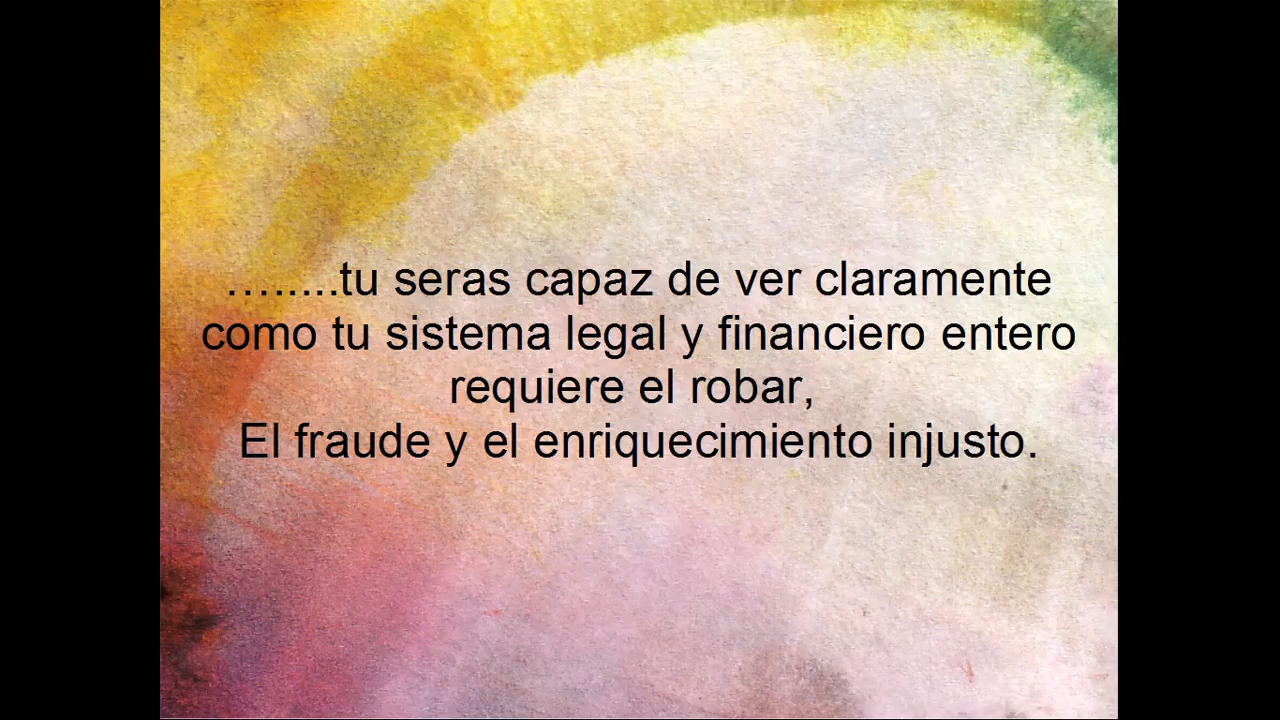 ….....tu seras capaz de ver claramente
como tu sistema legal y financiero entero
requiere el robar,
El fraude y el enriquecimiento injusto.